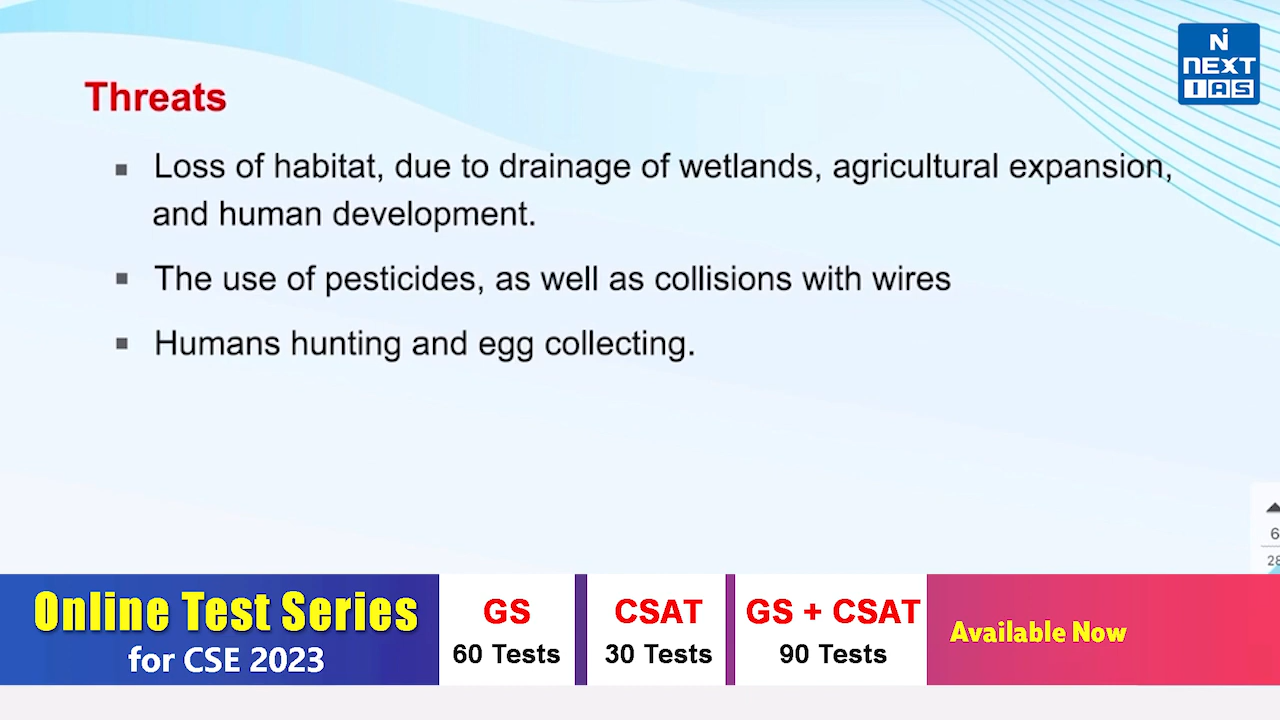 NEXT
IAS
Threats
Loss of habitat, due to drainage of wetlands, agricultural expansion,
and human development.
The use of pesticides, as well as collisions with wires
Humans hunting and egg collecting.
6
28
Online Test Series
for CSE 2023
GS
60 Tests
CSAT
30 Tests
GS + CSAT
90 Tests
Available Now